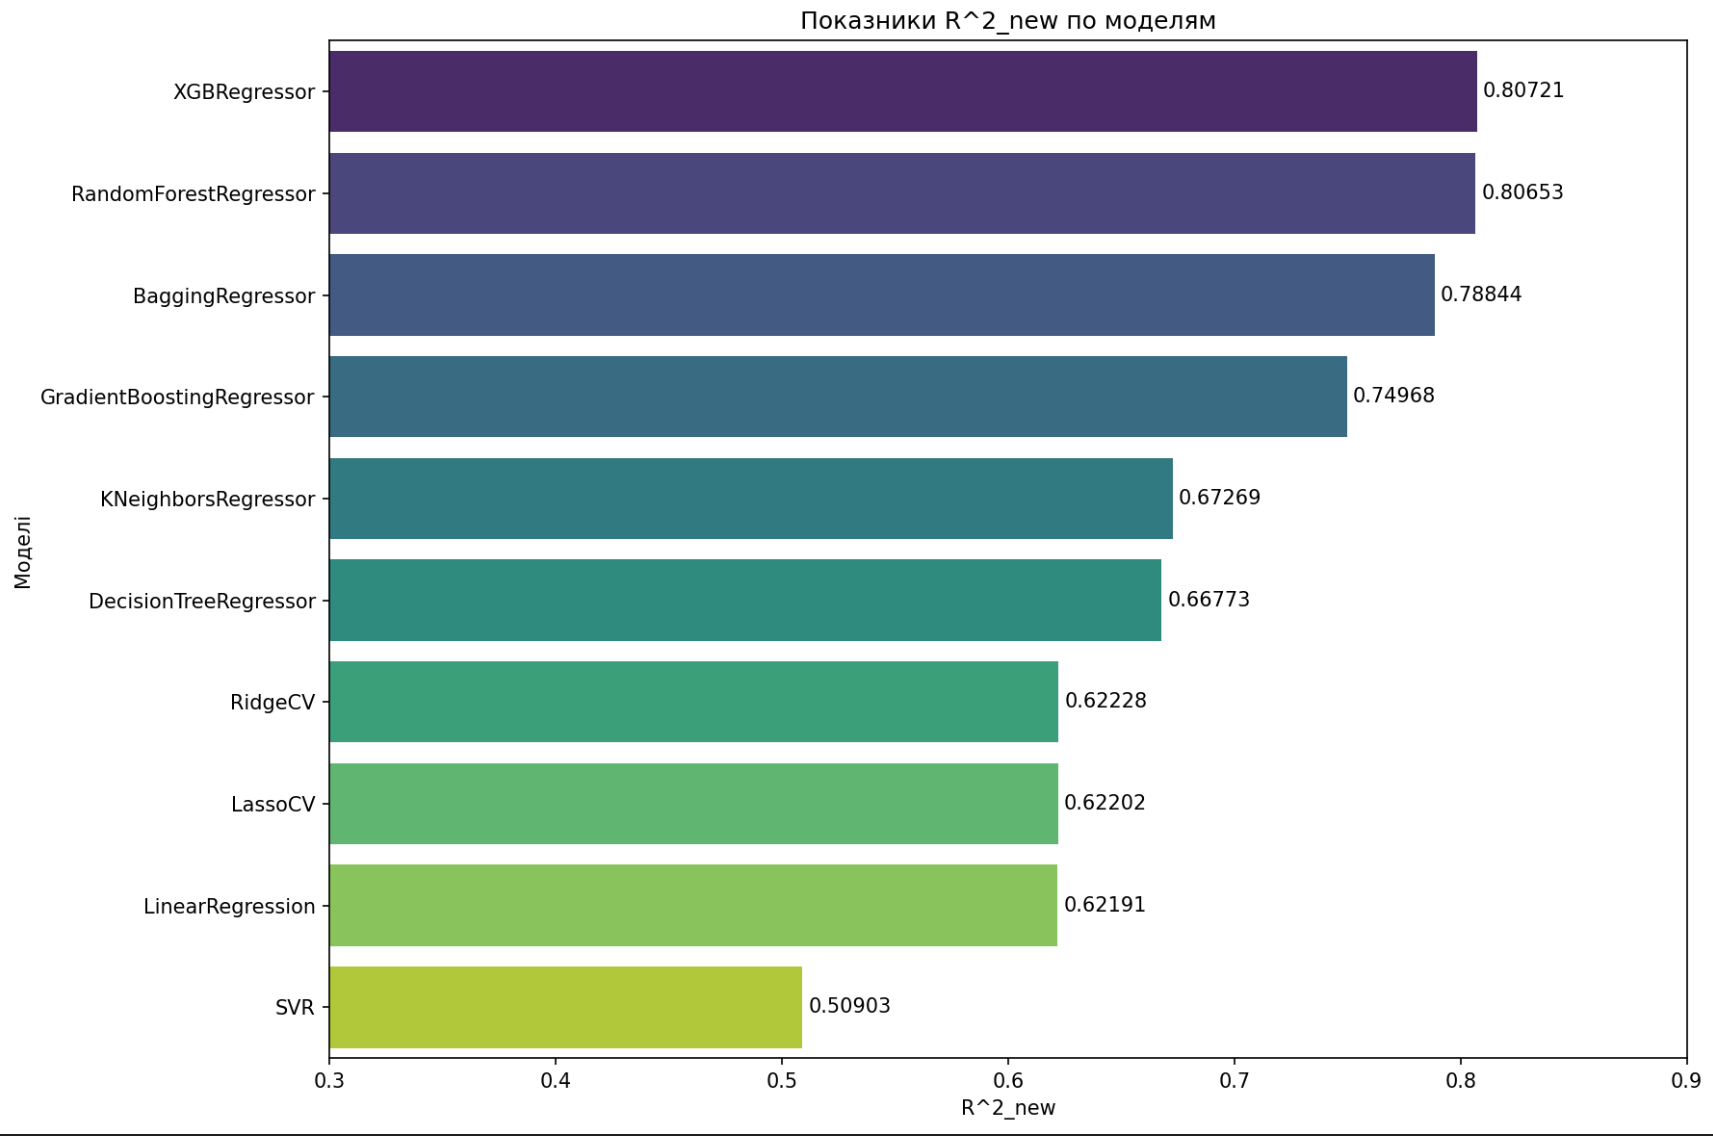 Показники R^2_new по моделям
XGBRegressor
0.80721
RandomForestRegressor
0.80653
BaggingRegressor
0.78844
GradientBoostingRegressor
0.74968
KNeighborsRegressor
0.67269
DecisionTreeRegressor
0.66773
RidgeCV
0.62228
LassoCV
0.62202
LinearRegression
0.62191
SVR
0.50903
Моделі
0.3 0.4 0.5 0.6 0.7 0.8 0.9
R^2_new